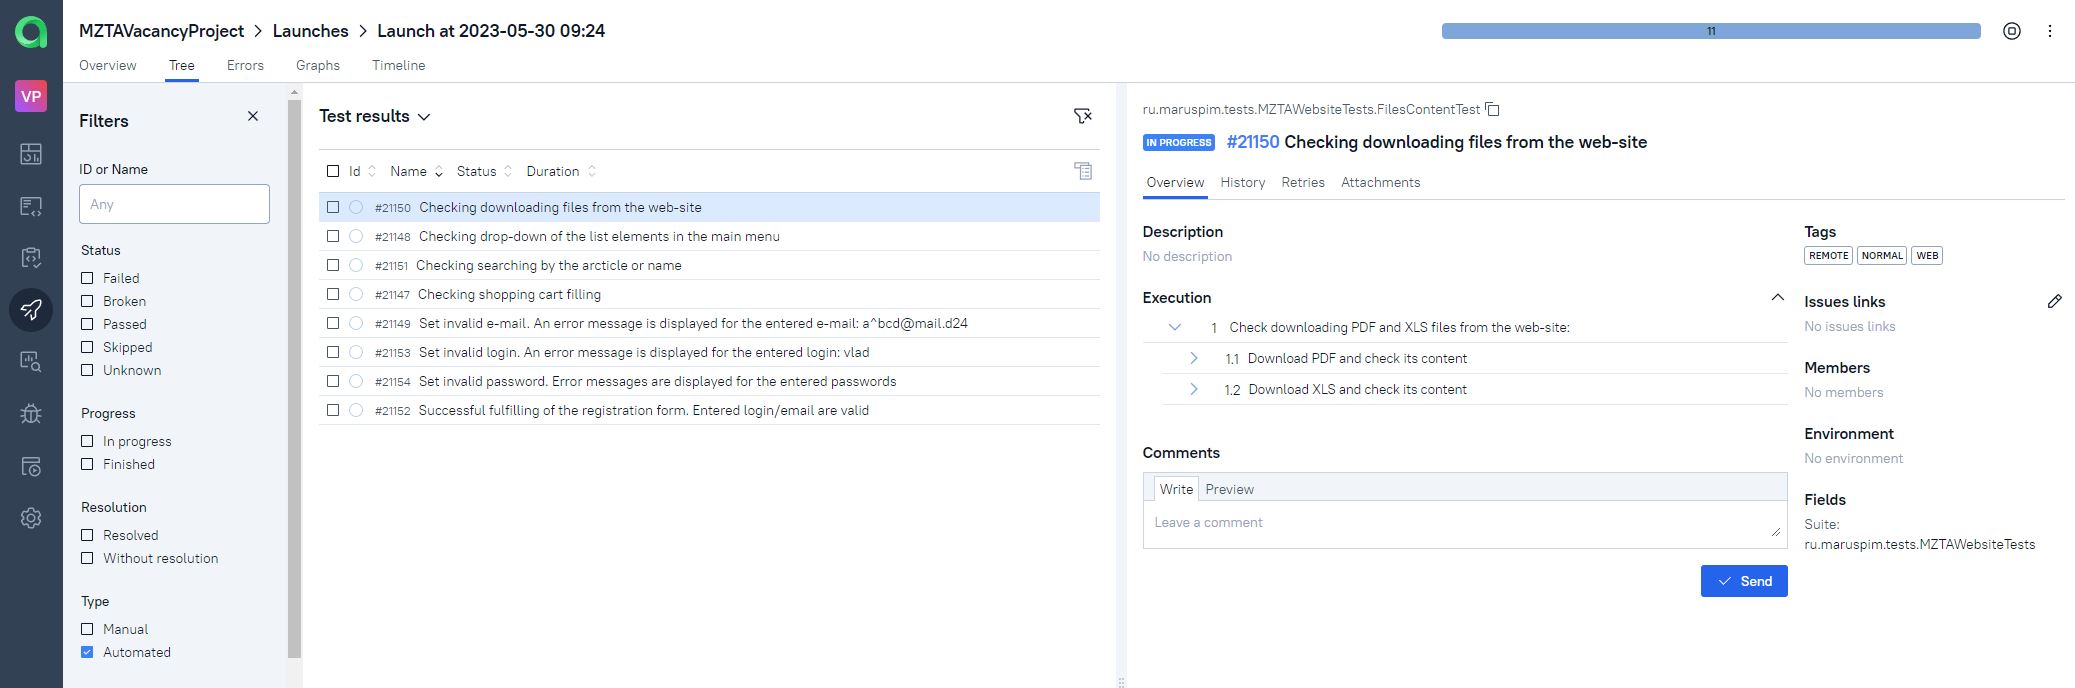 MZTAVacancyProject > Launches > Launch at 2023-05-30 09:24
11
Overview Tree Errors Graphs Timeline
VP
Filters
ID or Name
Any
Status
Failed
Broken
Passed
Skipped
Unknown
Progress
In progress
Finished
Resolution
Resolved
Without resolution
Type
Manual
Automated
Test results
Id Name Status Duration
#21150 Checking downloading files from the web-site
#21148 Checking drop-down of the list elements in the main menu
#21151 Checking searching by the arcticle or name
#21147 Checking shopping cart filling
#21149 Set invalid e-mail. An error message is displayed for the entered e-mail: a^bcd@mail.d24
#21153 Set invalid login. An error message is displayed for the entered login: vlad
#21154 Set invalid password. Error messages are displayed for the entered passwords
#21152 Successful fulfilling of the registration form. Entered login/email are valid
ru.maruspim.tests.MZTAWebsiteTests.FilesContentTest
IN PROGRESS #21150 Checking downloading files from the web-site
Overview History Retries Attachments
Description
No description
Execution
1 Check downloading PDF and XLS files from the web-site:
1.1 Download PDF and check its content
1.2 Download XLS and check its content
Comments
Write Preview
Leave a comment
Send
Tags
REMOTE NORMAL WEB
Issues links
No issues links
Members
No members
Environment
No environment
Fields
Suite:
ru.maruspim.tests.MZTAWebsiteTests